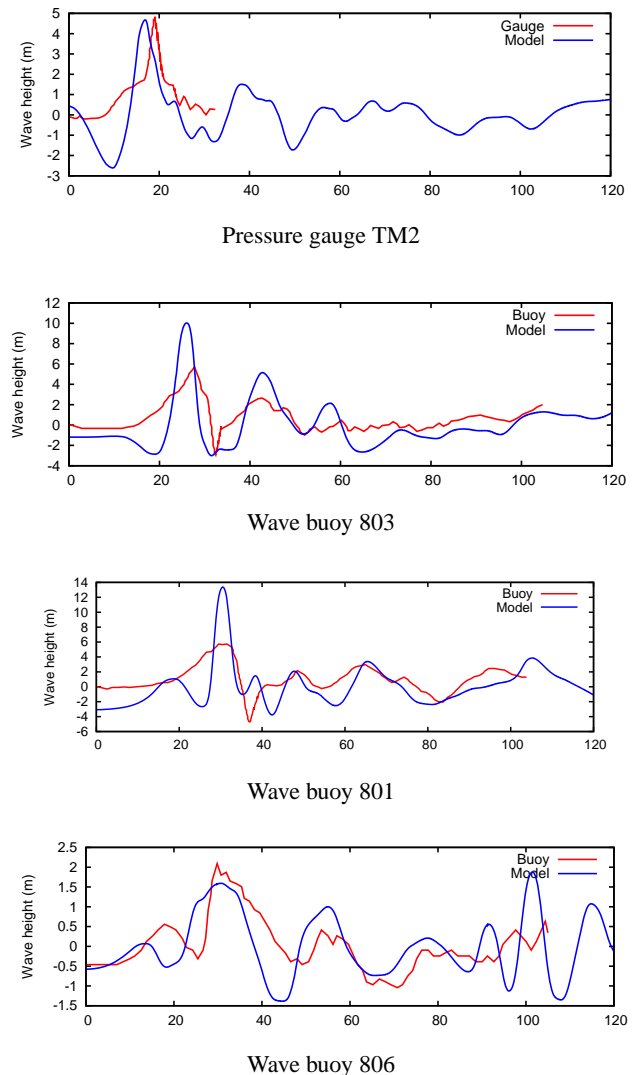 5
4
3
2
1
0
-1
-2
-3
Wave height (m)
Gauge
Model
0 20 40 60 80 100 120
Pressure gauge TM2
12
10
8
6
4
2
0
-2
-4
Wave height (m)
Buoy
Model
0 20 40 60 80 100 120
Wave buoy 803
14
12
10
8
6
4
2
0
-2
-4
-6
Wave height (m)
Buoy
Model
0 20 40 60 80 100 120
Wave buoy 801
2.5
2
1.5
1
0.5
0
-0.5
-1
-1.5
Wave height (m)
Buoy
Model
0 20 40 60 80 100 120
Wave buoy 806